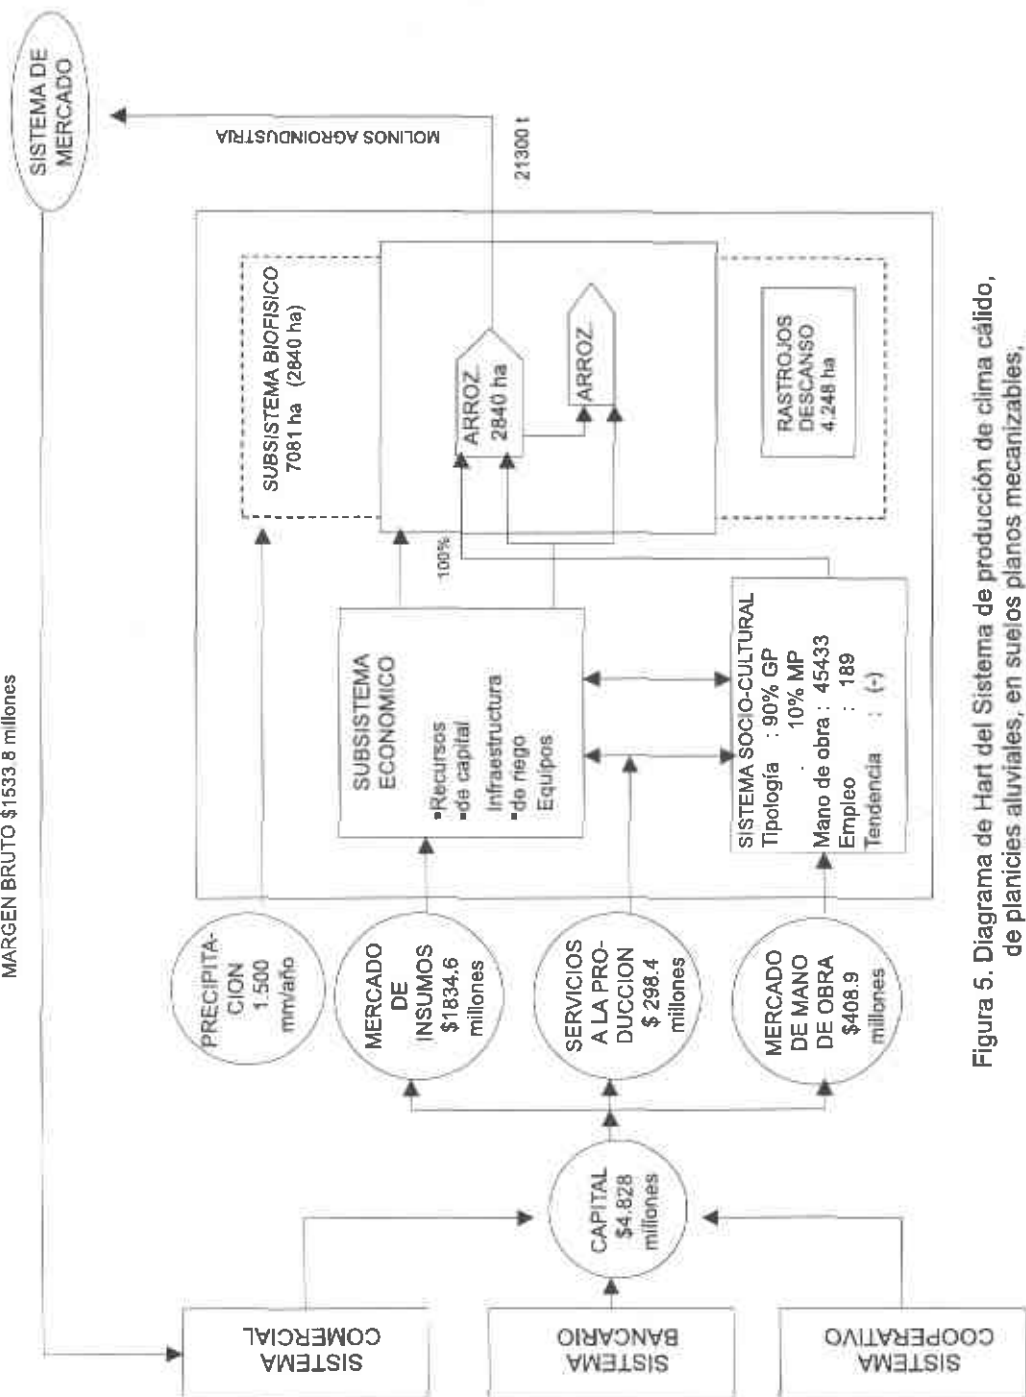 MARGEN BRUTO $1533.8 millones
SISTEMA DE
MERCADO
MOLINOS AGROINDUSTRIA
21300 t
SISTEMA
COMERCIAL
SISTEMA
BANCARIO
SISTEMA
COOPERATIVO
CAPITAL
$4.828
millones
PRECIPITA-
CION
1.500
mm/año
MERCADO
DE
INSUMOS
$1834.6
millones
SERVICIOS
A LA PRO-
DUCCION
$ 298.4
millones
MERCADO
DE MANO
DE OBRA
$408.9
millones
SUBSISTEMA
ECONOMICO
▪Recursos
▪de capital
Infraestructura
▪de riego
Equipos
SISTEMA SOCIO-CULTURAL
Tipología : 90% GP
10% MP
Mano de obra : 45433
Empleo : 189
Tendencia : (-)
100%
SUBSISTEMA BIOFISICO
7081 ha (2840 ha)
ARROZ
2840 ha
ARROZ
RASTROJOS
DESCANSO
4.248 ha
Figura 5. Diagrama de Hart del Sistema de producción de clima cálido,
de planicies aluviales, en suelos planos mecanizables,